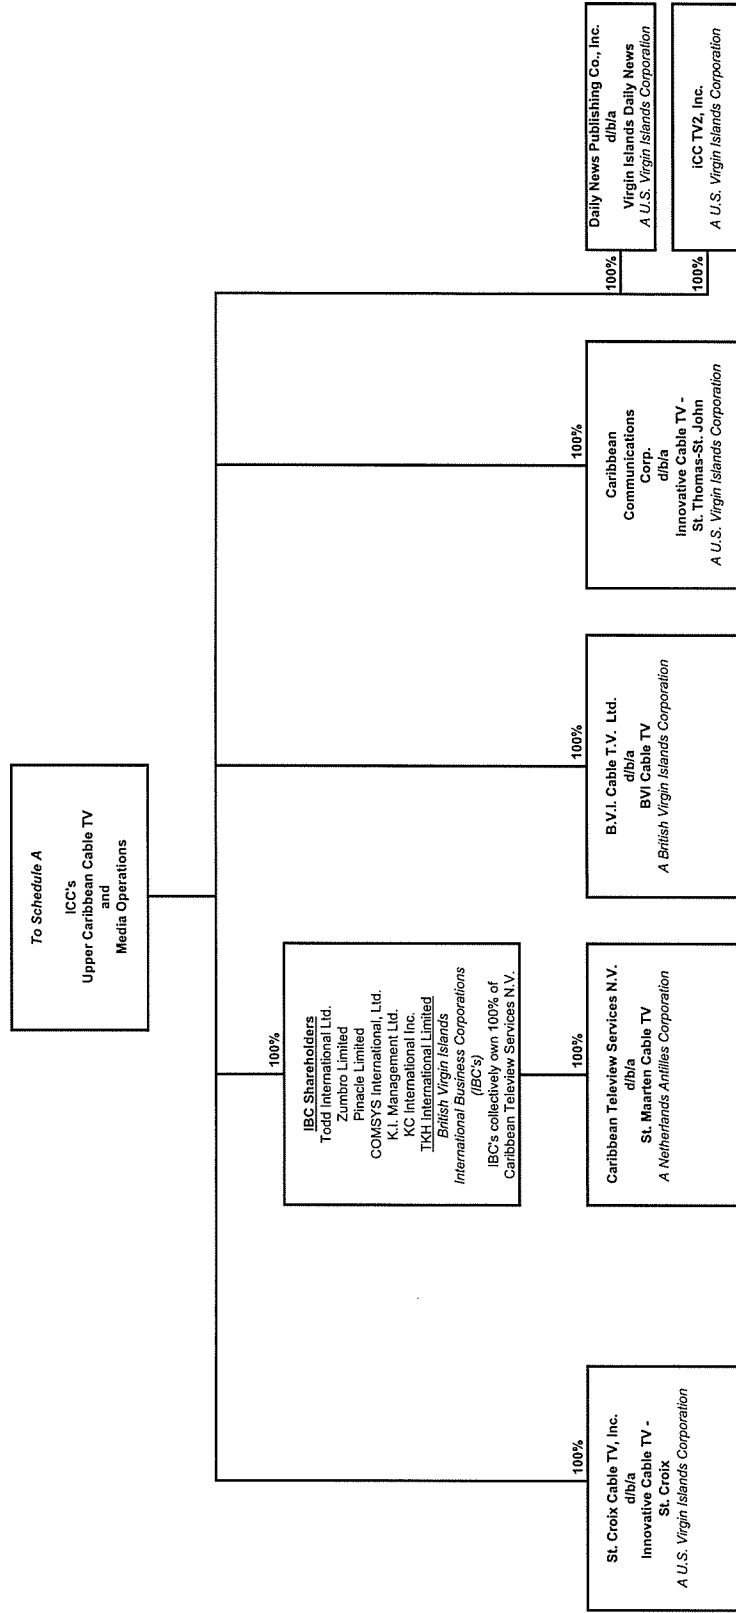 To Schedule A
ICC's
Upper Caribbean Cable TV
and
Media Operations
100%
IBC Shareholders
Todd International Ltd.
Zumbro Limited
Pinacle Limited
COMSYS International, Ltd.
K.I. Management Ltd.
KC International Inc.
TKH International Limited
British Virgin Islands
International Business Corporations
(IBC's)
IBC's collectively own 100% of
Caribbean Teleview Services N.V.
100%
St. Croix Cable TV, Inc.
d/b/a
Innovative Cable TV -
St. Croix
A U.S. Virgin Islands Corporation
100%
Caribbean Teleview Services N.V.
d/b/a
St. Maarten Cable TV
A Netherlands Antilles Corporation
100%
B.V.I. Cable T.V. Ltd.
d/b/a
BVI Cable TV
A British Virgin Islands Corporation
100%
Caribbean
Communications
Corp.
d/b/a
Innovative Cable TV -
St. Thomas-St. John
A U.S. Virgin Islands Corporation
100%
Daily News Publishing Co., Inc.
d/b/a
Virgin Islands Daily News
A U.S. Virgin Islands Corporation
100%
iCC TV2, Inc.
A U.S. Virgin Islands Corporation